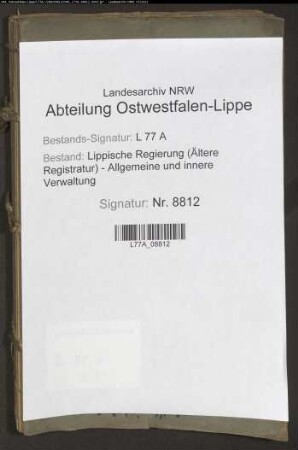 Landesarchiv NRW
Abteilung Ostwestfalen-Lippe
Bestands-Signatur: L 77 A
Bestand: Lippische Regierung (Ältere
Registratur) - Allgemeine und innere
Verwaltung
Signatur: Nr. 8812
L77A_08812